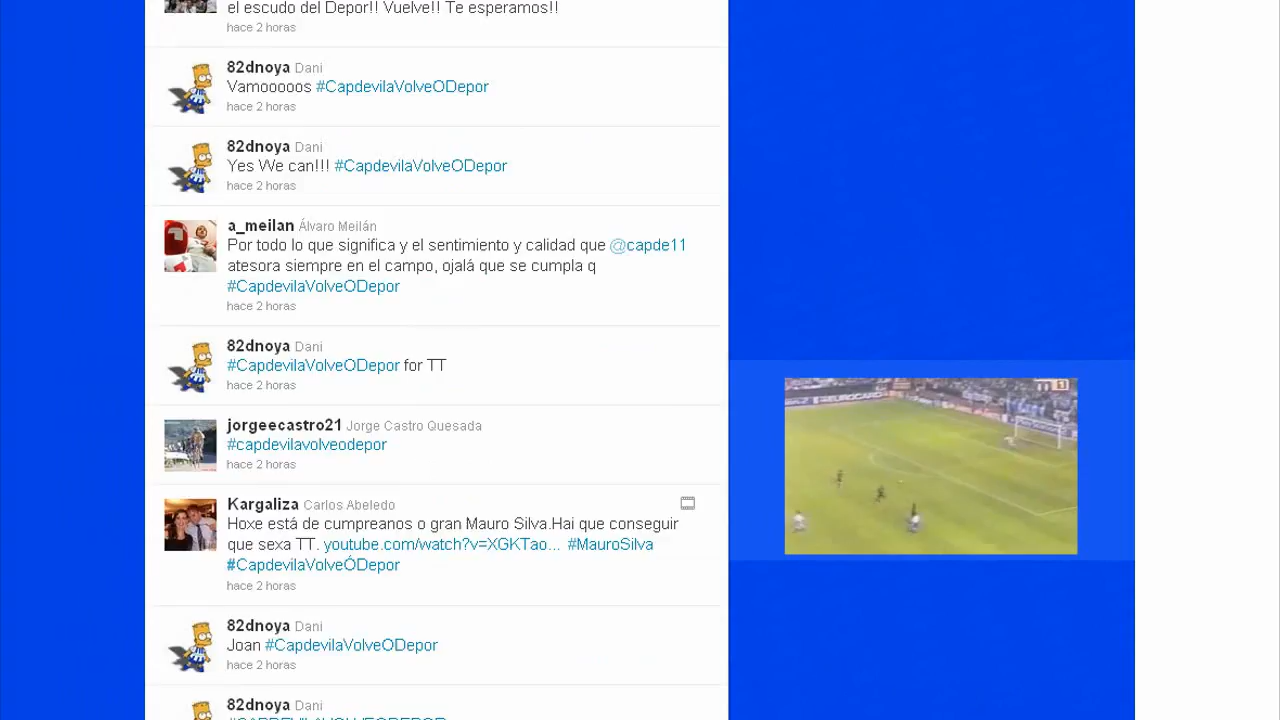 el escudo del Depor!! Vuelve!! Te esperamos!!
hace 2 horas
82dnoya Dani
Vamooooos #CapdevilaVolveODepor
hace 2 horas
82dnoya Dani
Yes We can!!! #CapdevilaVolveODepor
hace 2 horas
a_meilan Álvaro Meilán
Por todo lo que significa y el sentimiento y calidad que @capde11
atesora siempre en el campo, ojalá que se cumpla q
#CapdevilaVolveODepor
hace 2 horas
82dnoya Dani
#CapdevilaVolveODepor for TT
hace 2 horas
jorgeecastro21 Jorge Castro Quesada
#capdevilavolveodepor
hace 2 horas
Kargaliza Carlos Abeledo
Hoxe está de cumpreanos o gran Mauro Silva.Hai que conseguir
que sexa TT. youtube.com/watch?v=XGKTao... #MauroSilva
#CapdevilaVolveÓDepor
hace 2 horas
82dnoya Dani
Joan #CapdevilaVolveODepor
hace 2 horas
82dnoya Dani
#CAPDEVILAVOLVEODEPOR